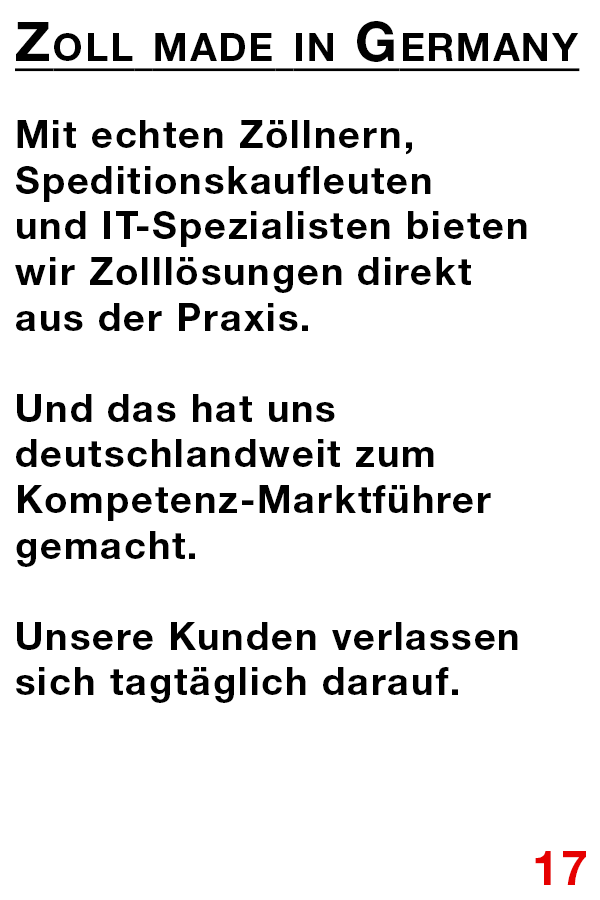 Zoll made in Germany
Mit echten Zöllnern,
Speditionskaufleuten
und IT-Spezialisten bieten
wir Zolllösungen direkt
aus der Praxis.
Und das hat uns
deutschlandweit zum
Kompetenz-Marktführer
gemacht.
Unsere Kunden verlassen
sich tagtäglich darauf.
17